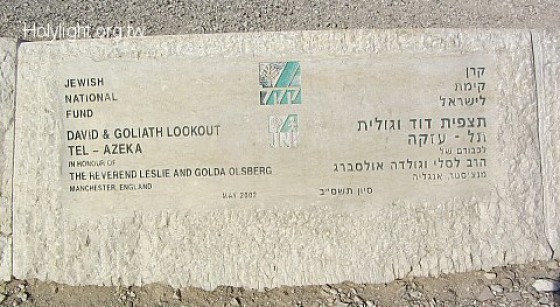 Holylight.org.tw
JEWISH
NATIONAL
FUND
DAVID & GOLIATH LOOKOUT
TEL - AZEKA
IN HONOUR OF
THE REVEREND LESLIE AND GOLDA OLSBERG
MANCHESTER, ENGLAND
MAY 2002
JNF
קרן
קימת
לישראל
תצפית דוד וגולית
תל - עזקה
לכבודם של
הרב לסלי וגולדה אולסברג
מנציסטר, אנגליה
סיון תשס"ב